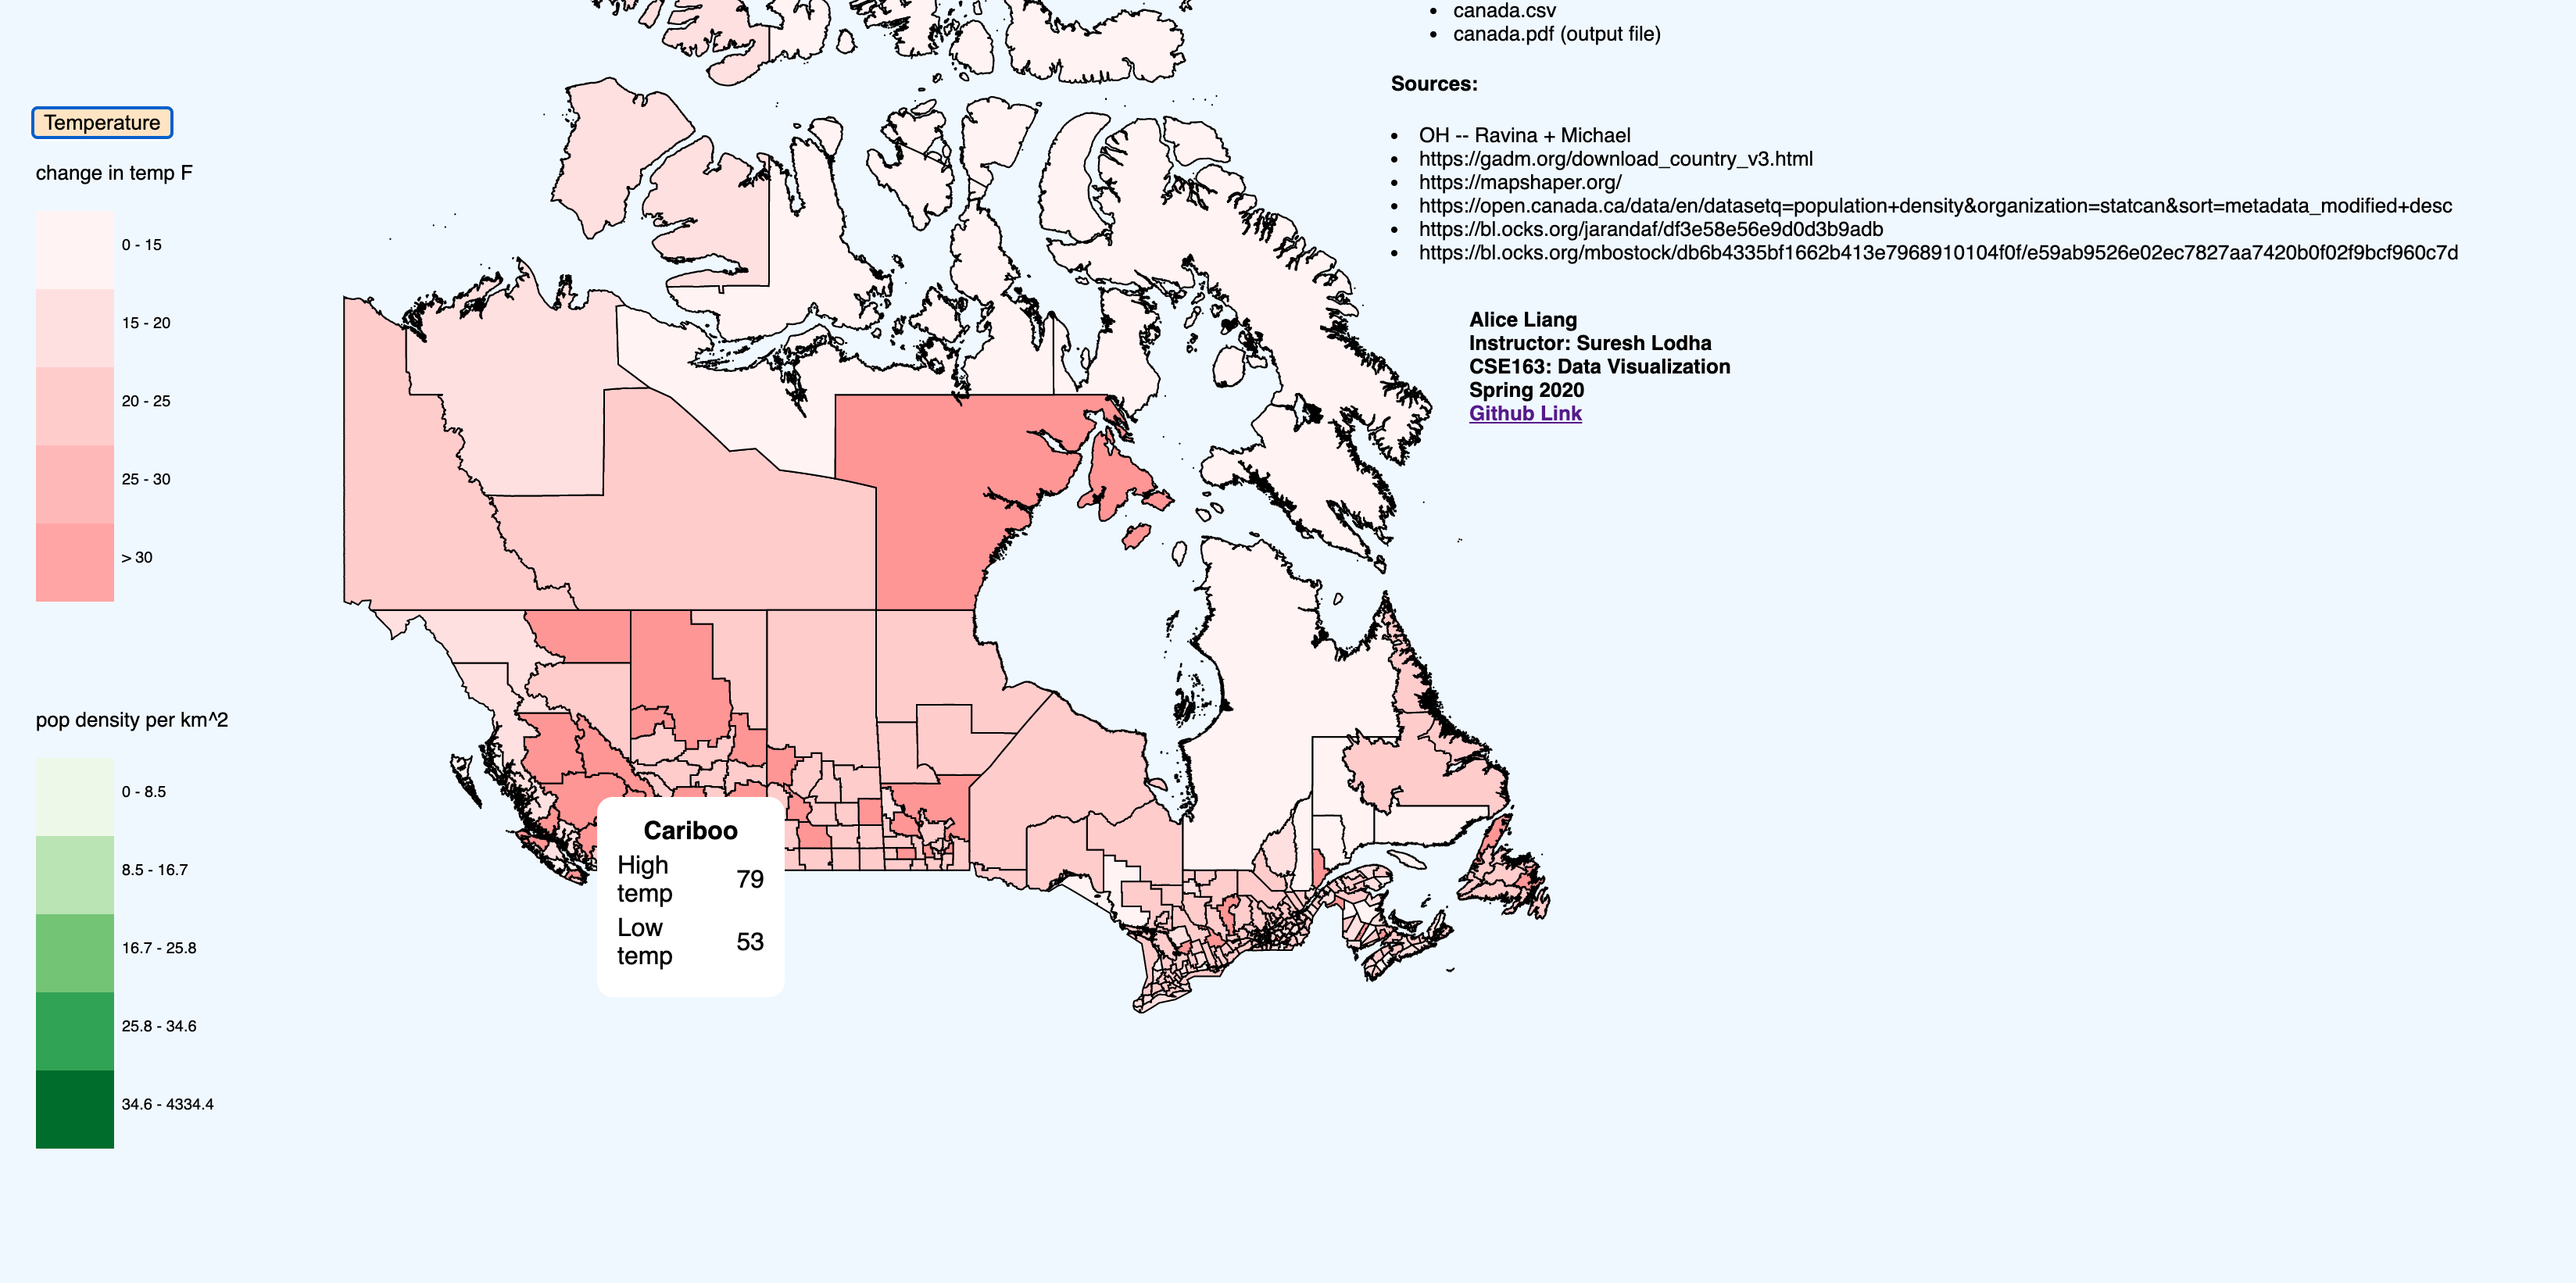 canada.csv
canada.pdf (output file)
Sources:
OH -- Ravina + Michael
https://gadm.org/download_country_v3.html
https://mapshaper.org/
https://open.canada.ca/data/en/datasetq=population+density&organization=statcan&sort=metadata_modified+desc
https://bl.ocks.org/jarandaf/df3e58e56e9d0d3b9adb
https://bl.ocks.org/mbostock/db6b4335bf1662b413e7968910104f0f/e59ab9526e02ec7827aa7420b0f02f9bcf960c7d
Alice Liang
Instructor: Suresh Lodha
CSE163: Data Visualization
Spring 2020
Github Link
Temperature
change in temp F
0 - 15
15 - 20
20 - 25
25 - 30
> 30
pop density per km^2
0 - 8.5
8.5 - 16.7
16.7 - 25.8
25.8 - 34.6
34.6 - 4334.4
Cariboo
High temp 79
Low temp 53